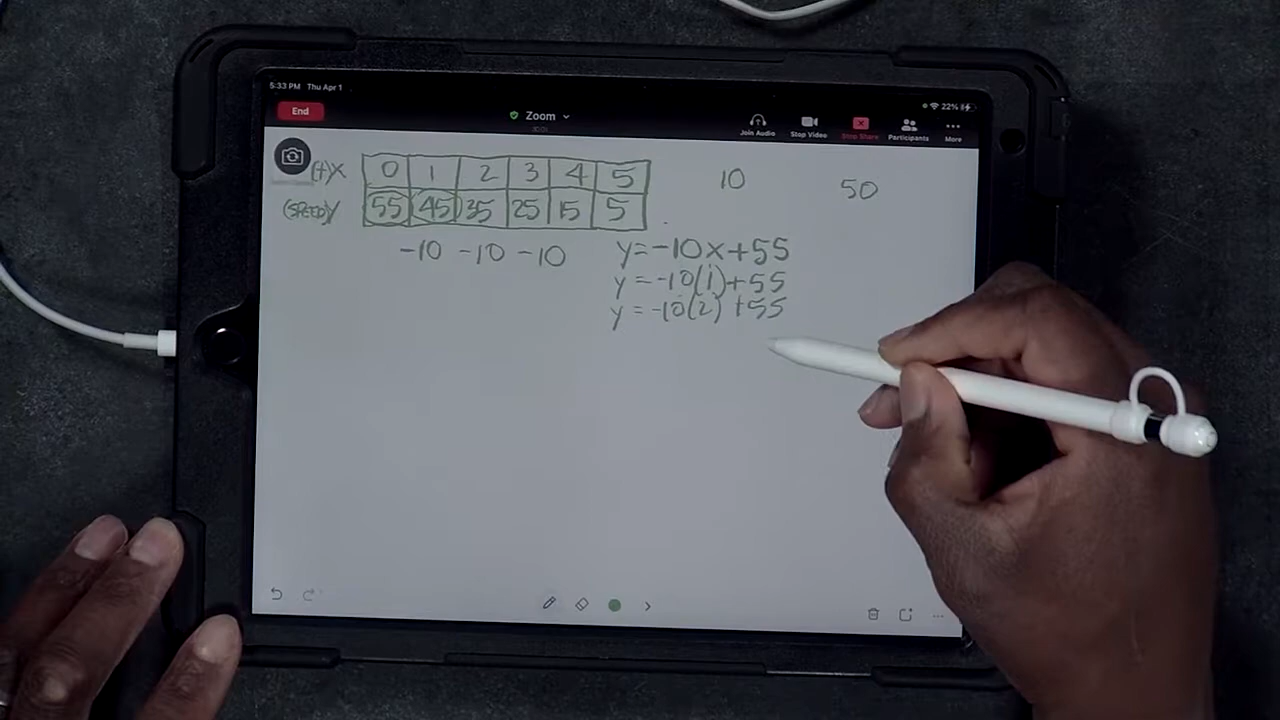 5:33 PM Thu Apr 1
22%
End
Zoom
Join Audio
Stop Video
Stop Share
Participants
More
(t)x 0 1 2 3 4 5 10 50
(SPEED)y 55 45 35 25 15 5
-10 -10 -10
y=-10x+55
y=-10(1)+55
y=-10(2)+55